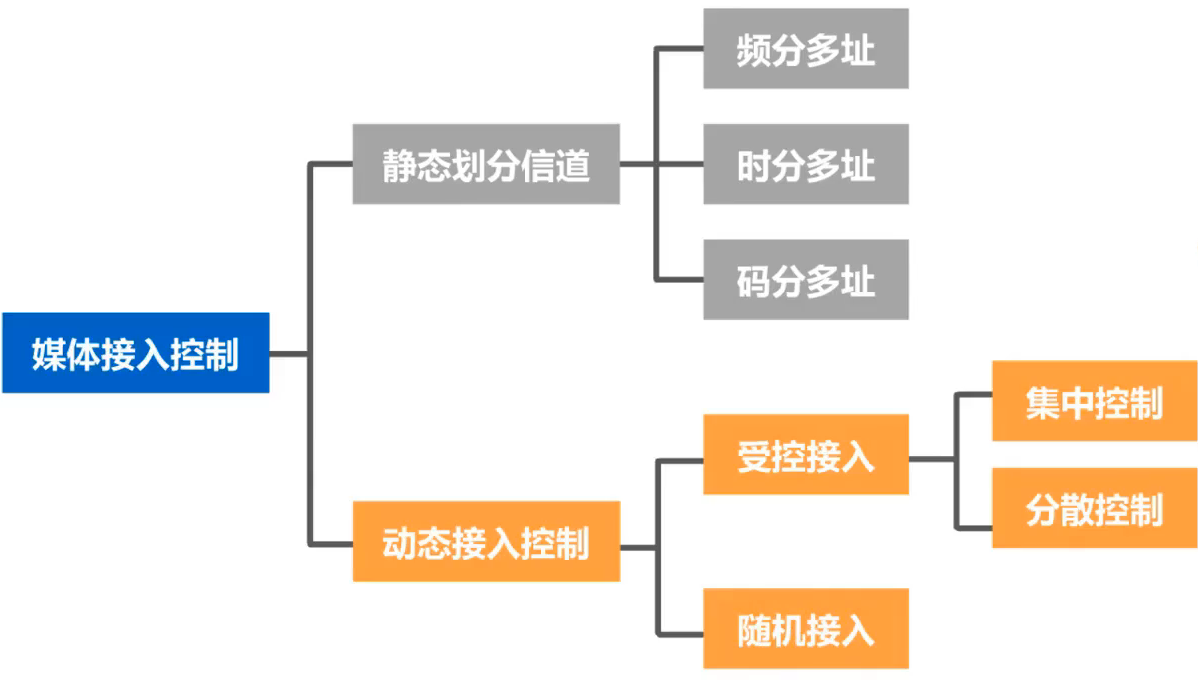 频分多址
静态划分信道
时分多址
码分多址
媒体接入控制
集中控制
受控接入
分散控制
动态接入控制
随机接入